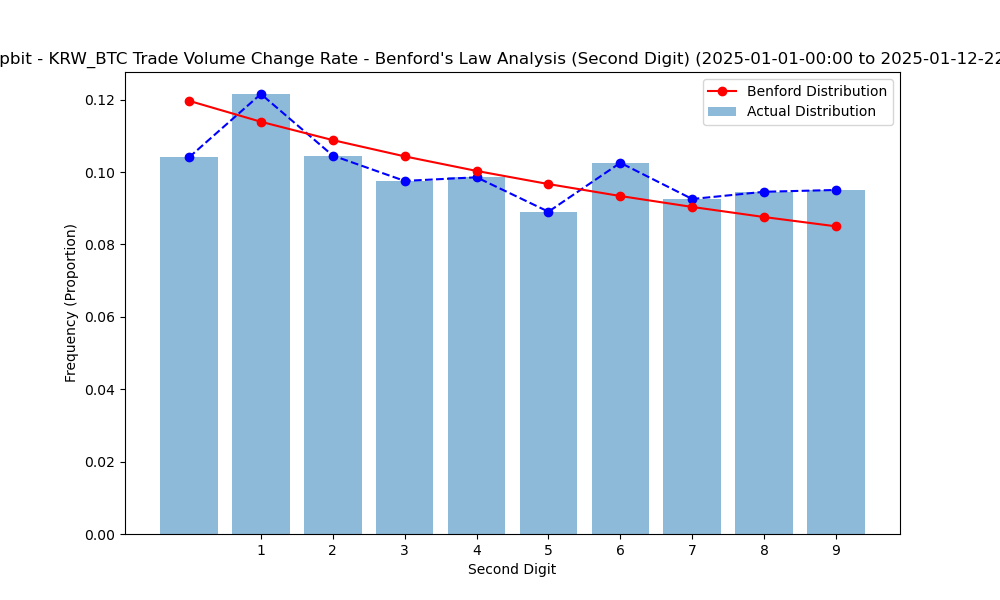 pbit - KRW_BTC Trade Volume Change Rate - Benford's Law Analysis (Second Digit) (2025-01-01-00:00 to 2025-01-12-22
Benford Distribution
Actual Distribution
0.12
0.10
0.08
0.06
0.04
0.02
0.00
Frequency (Proportion)
1 2 3 4 5 6 7 8 9
Second Digit